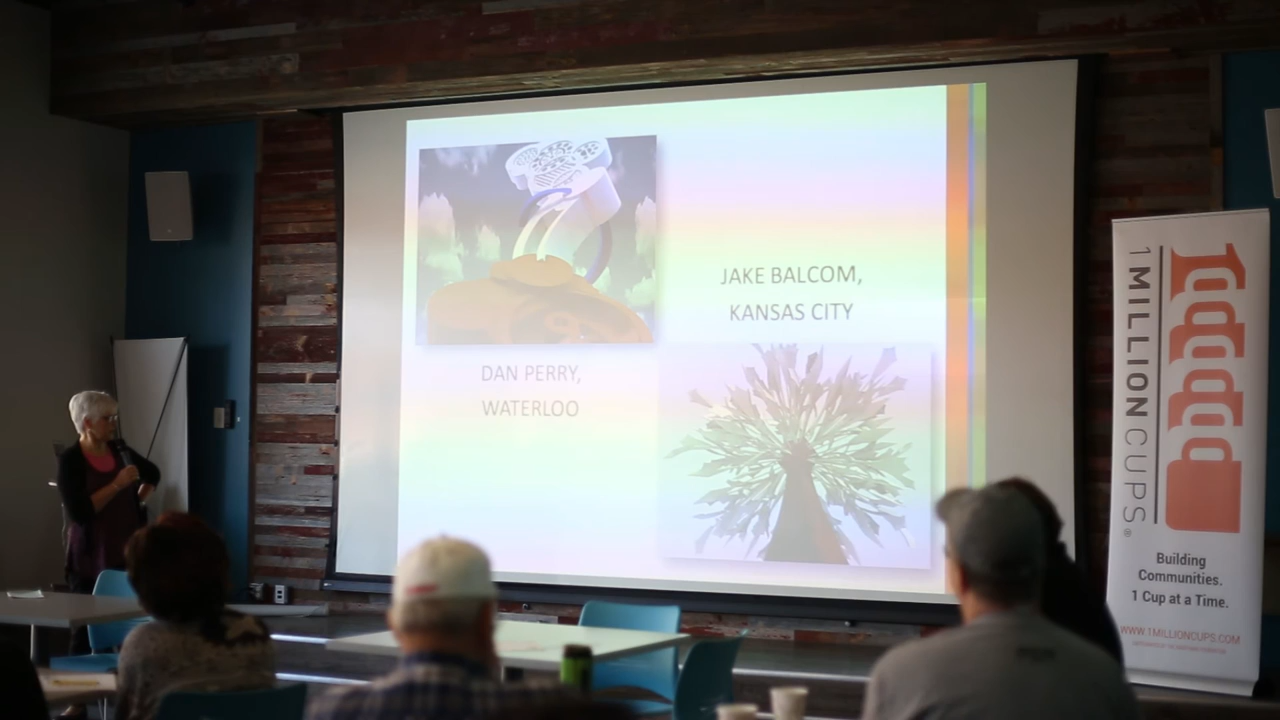 JAKE BALCOM,
KANSAS CITY
DAN PERRY,
WATERLOO
1 MILLION CUPS®
Building
Communities.
1 Cup at a Time.
WWW.1MILLIONCUPS.COM